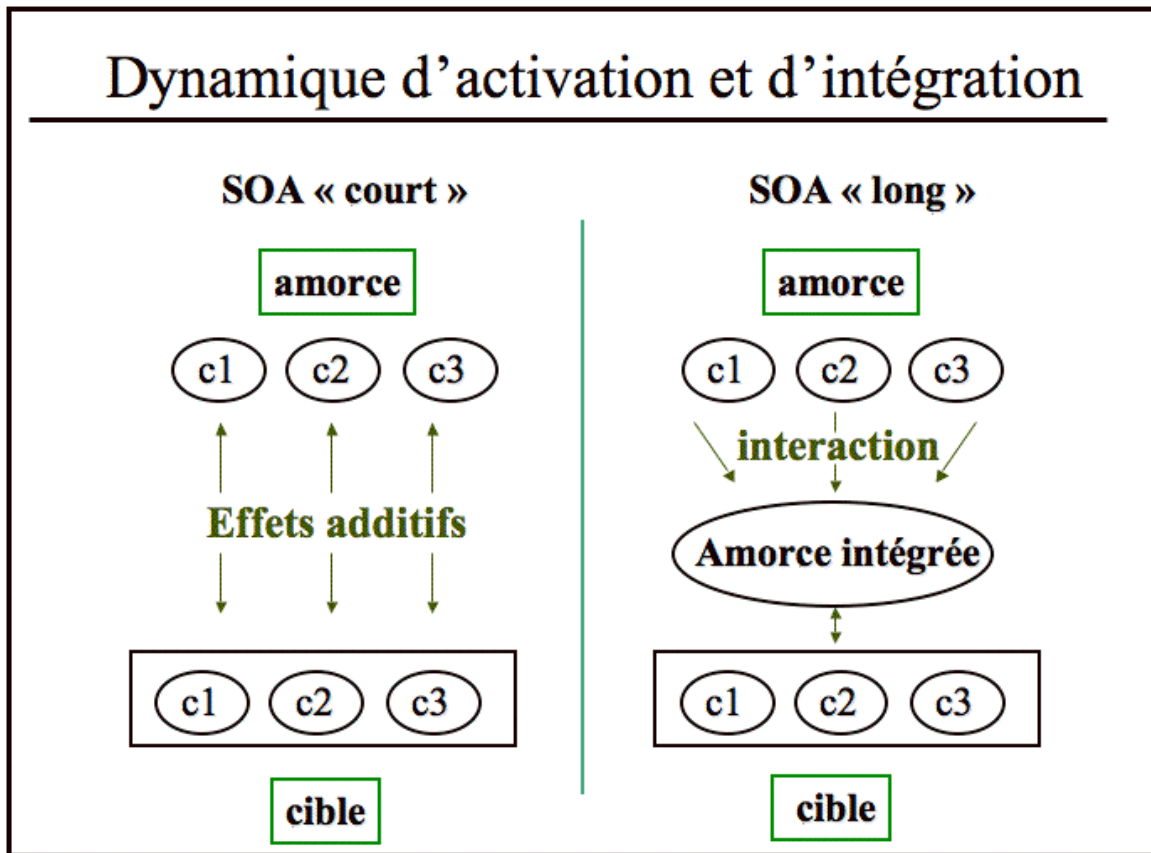 Dynamique d’activation et d’intégration
SOA « court »
amorce
c1 c2 c3
Effets additifs
c1 c2 c3
cible
SOA « long »
amorce
c1 c2 c3
interaction
Amorce intégrée
c1 c2 c3
cible